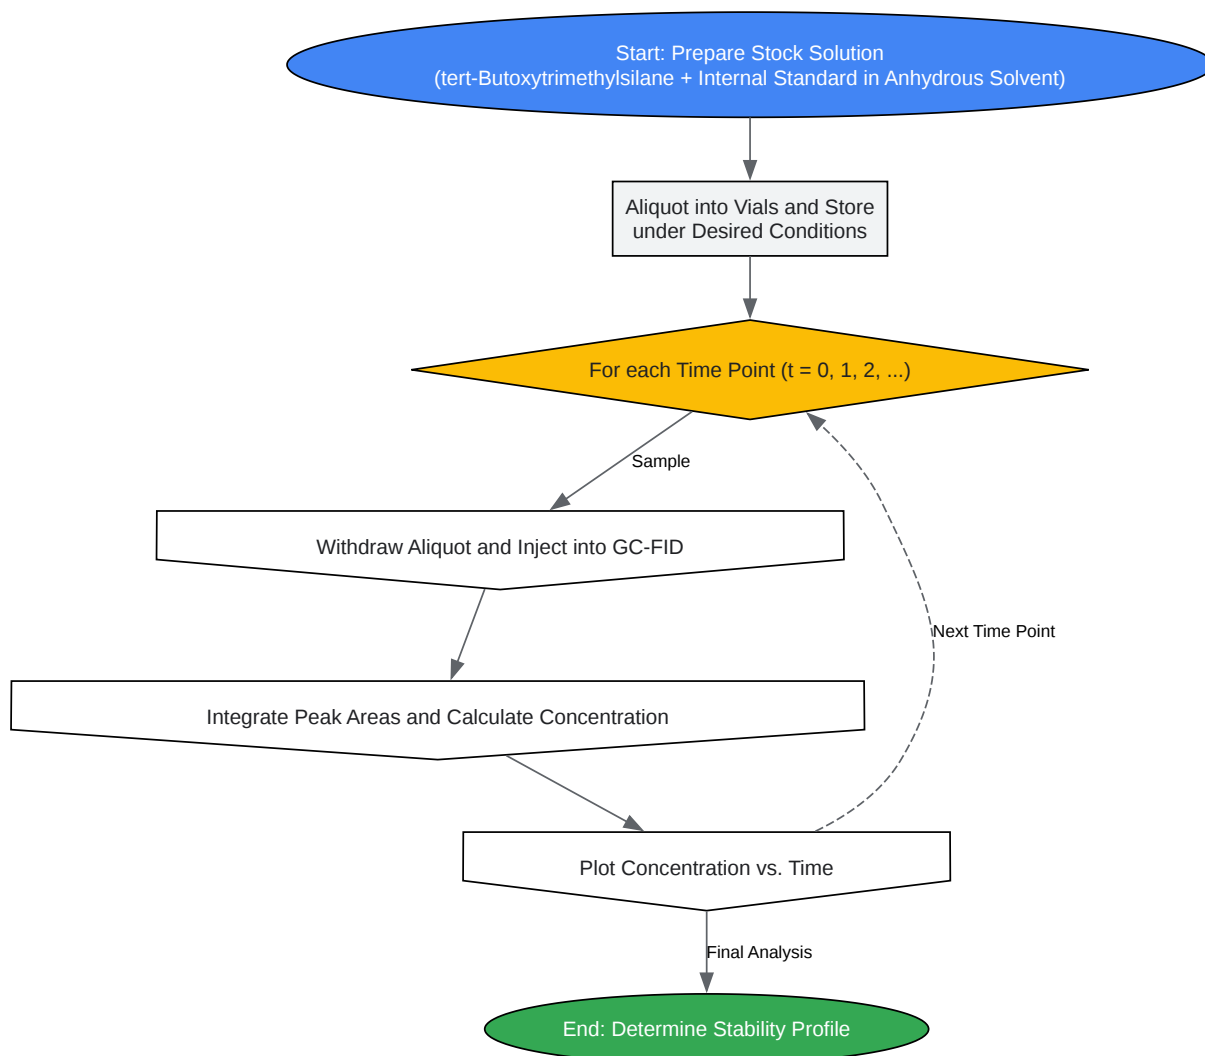 Start: Prepare Stock Solution
(tert-Butoxytrimethylsilane + Internal Standard in Anhydrous Solvent)
Aliquot into Vials and Store
under Desired Conditions
For each Time Point (t = 0, 1, 2, ...)
Sample
Withdraw Aliquot and Inject into GC-FID
Next Time Point
Integrate Peak Areas and Calculate Concentration
Plot Concentration vs. Time
Final Analysis
End: Determine Stability Profile